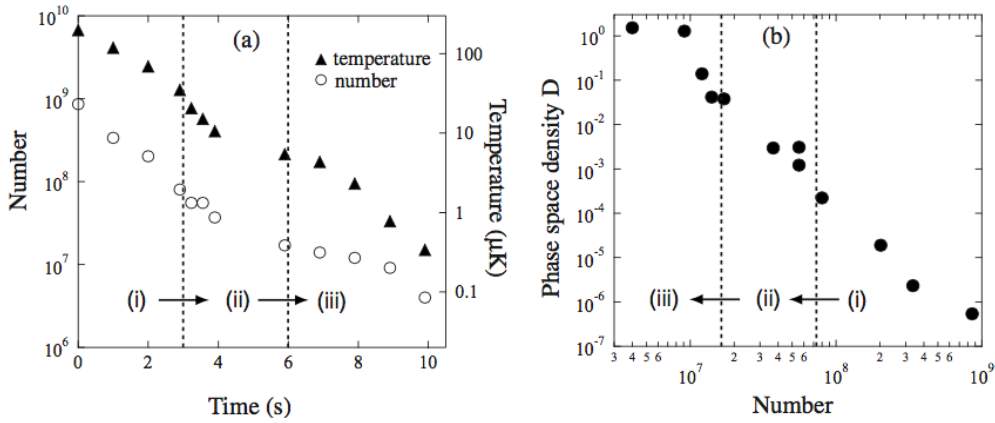 (a)
10^10
10^9
10^8
10^7
10^6
Number
▲ temperature
○ number
100
10
1
0.1
Temperature (μK)
(i) (ii) (iii)
0 2 4 6 8 10
Time (s)
(b)
10^0
10^-1
10^-2
10^-3
10^-4
10^-5
10^-6
10^-7
Phase space density D
(iii) (ii) (i)
3 4 5 6 2 3 4 5 6 2 3 4 5 6
10^7 10^8 10^9
Number